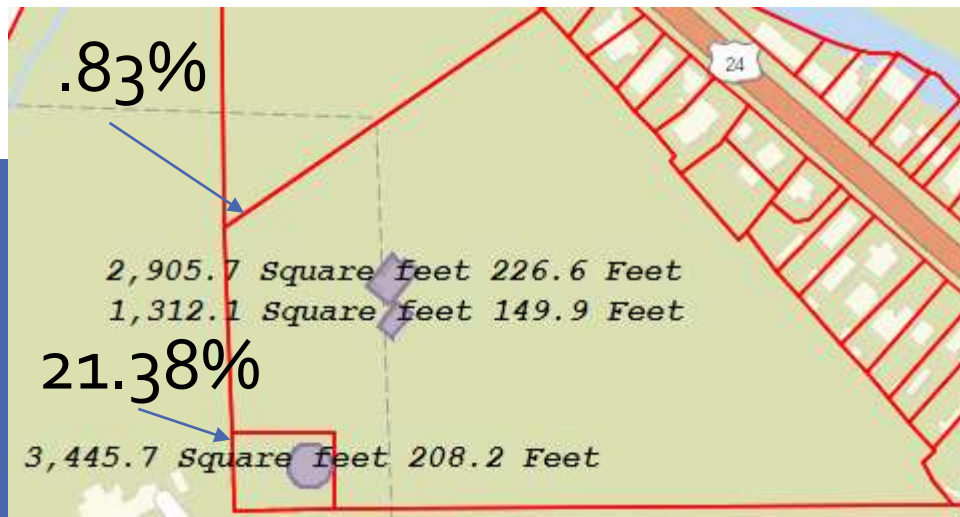 .83%
24
2,905.7 Square feet 226.6 Feet
1,312.1 Square feet 149.9 Feet
21.38%
3,445.7 Square feet 208.2 Feet